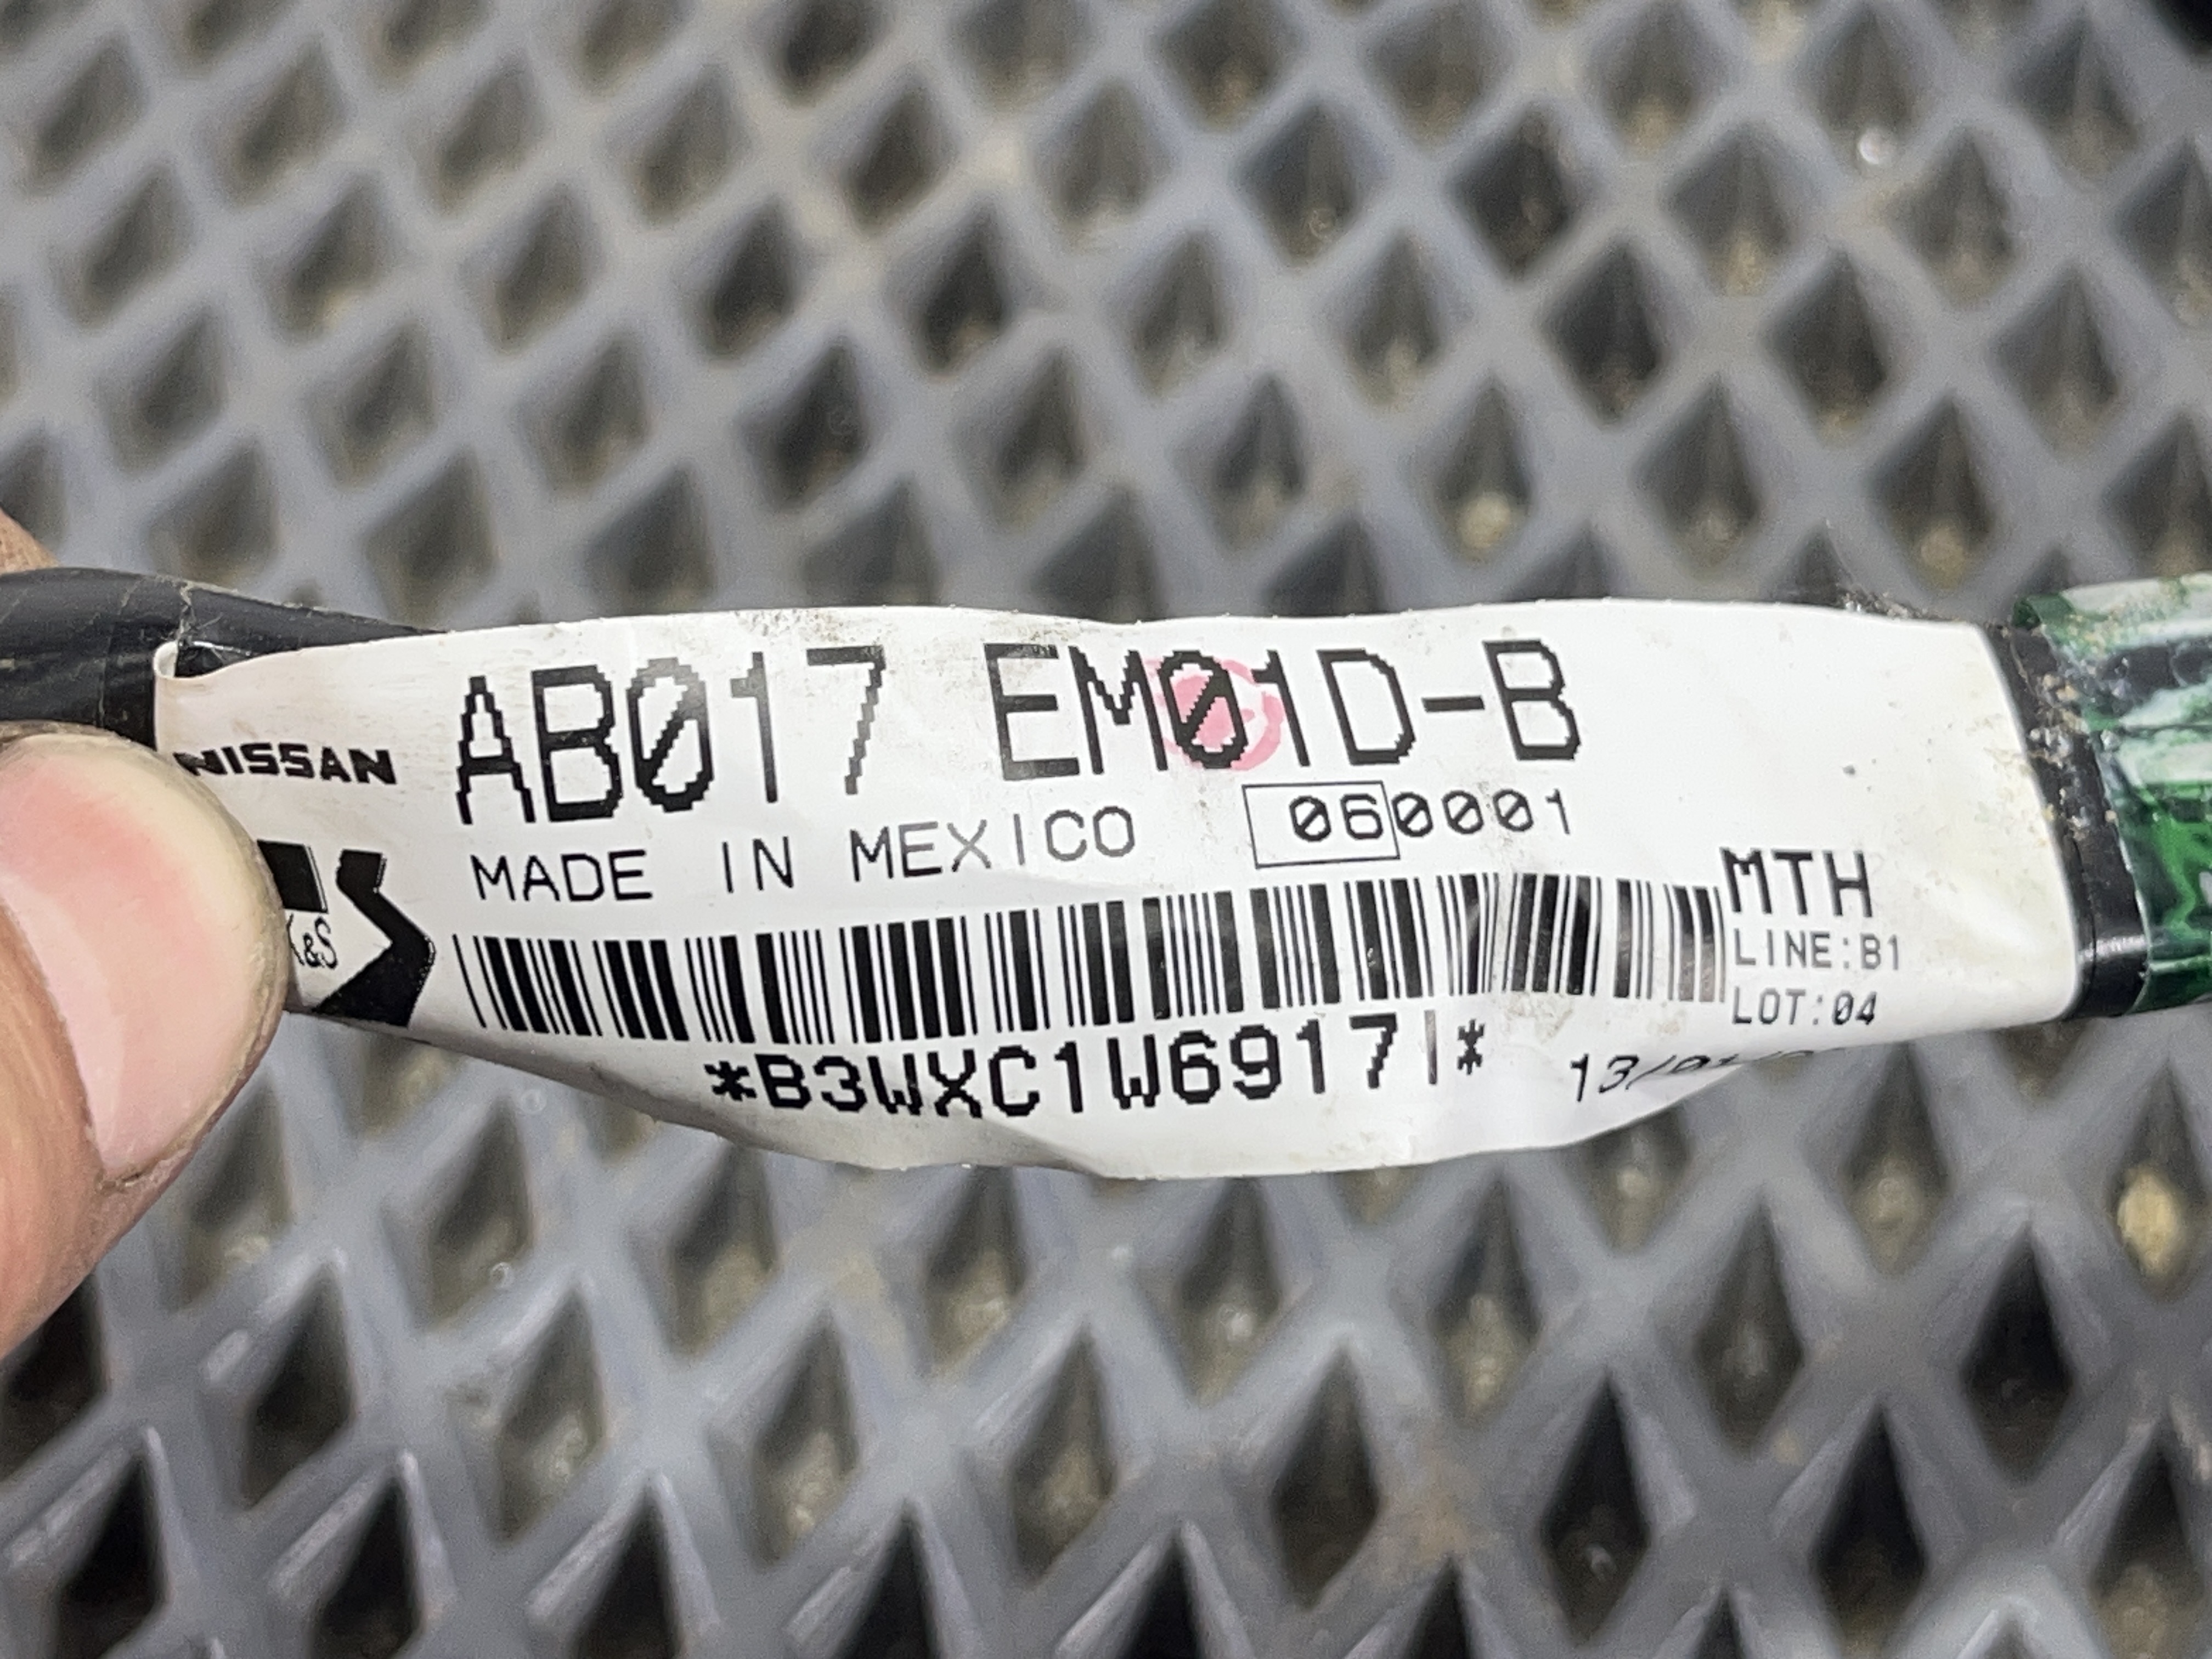 NISSAN
AB017 EM01D-B
MADE IN MEXICO 060001
K&S
MTH
LINE:B1
LOT:04
*B3WXC1W6917|*